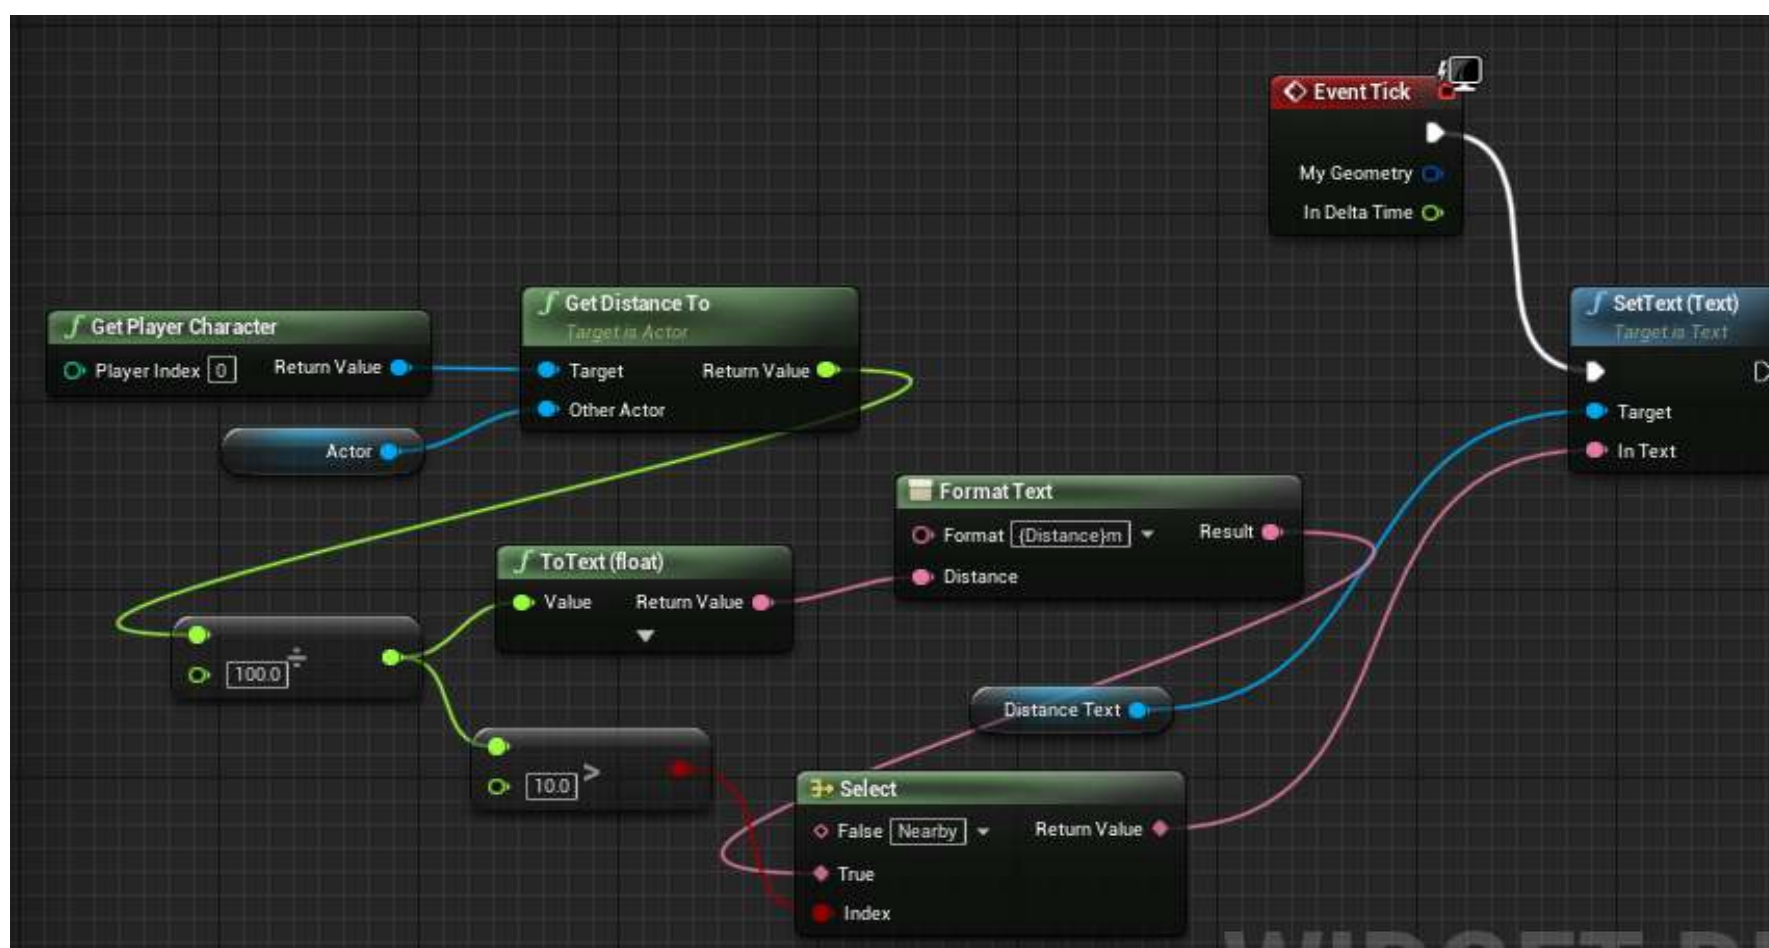 Event Tick
My Geometry
In Delta Time
Get Player Character
Player Index 0 Return Value
Get Distance To
Target is Actor
Target Return Value
Other Actor
Actor
SetText (Text)
Target is Text
Target
In Text
Format Text
Format {Distance}m Result
Distance
ToText (float)
Value Return Value
100.0 ÷
Distance Text
10.0 >
Select
False Nearby Return Value
True
Index